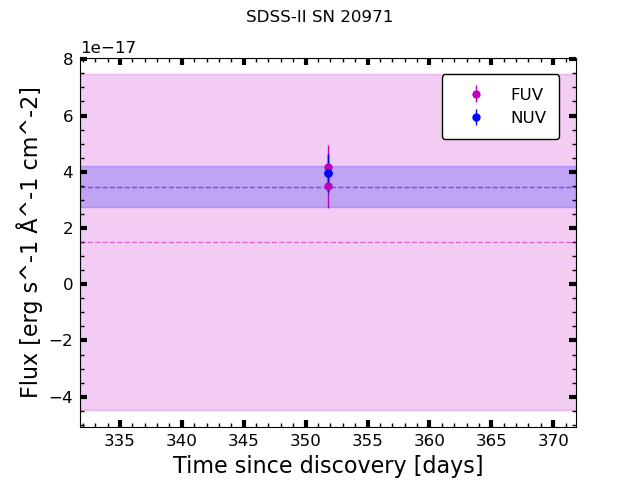 SDSS-II SN 20971
1e−17
8
6
4
2
0
−2
−4
FUV
NUV
Flux [erg s^-1 Å^-1 cm^-2]
335 340 345 350 355 360 365 370
Time since discovery [days]